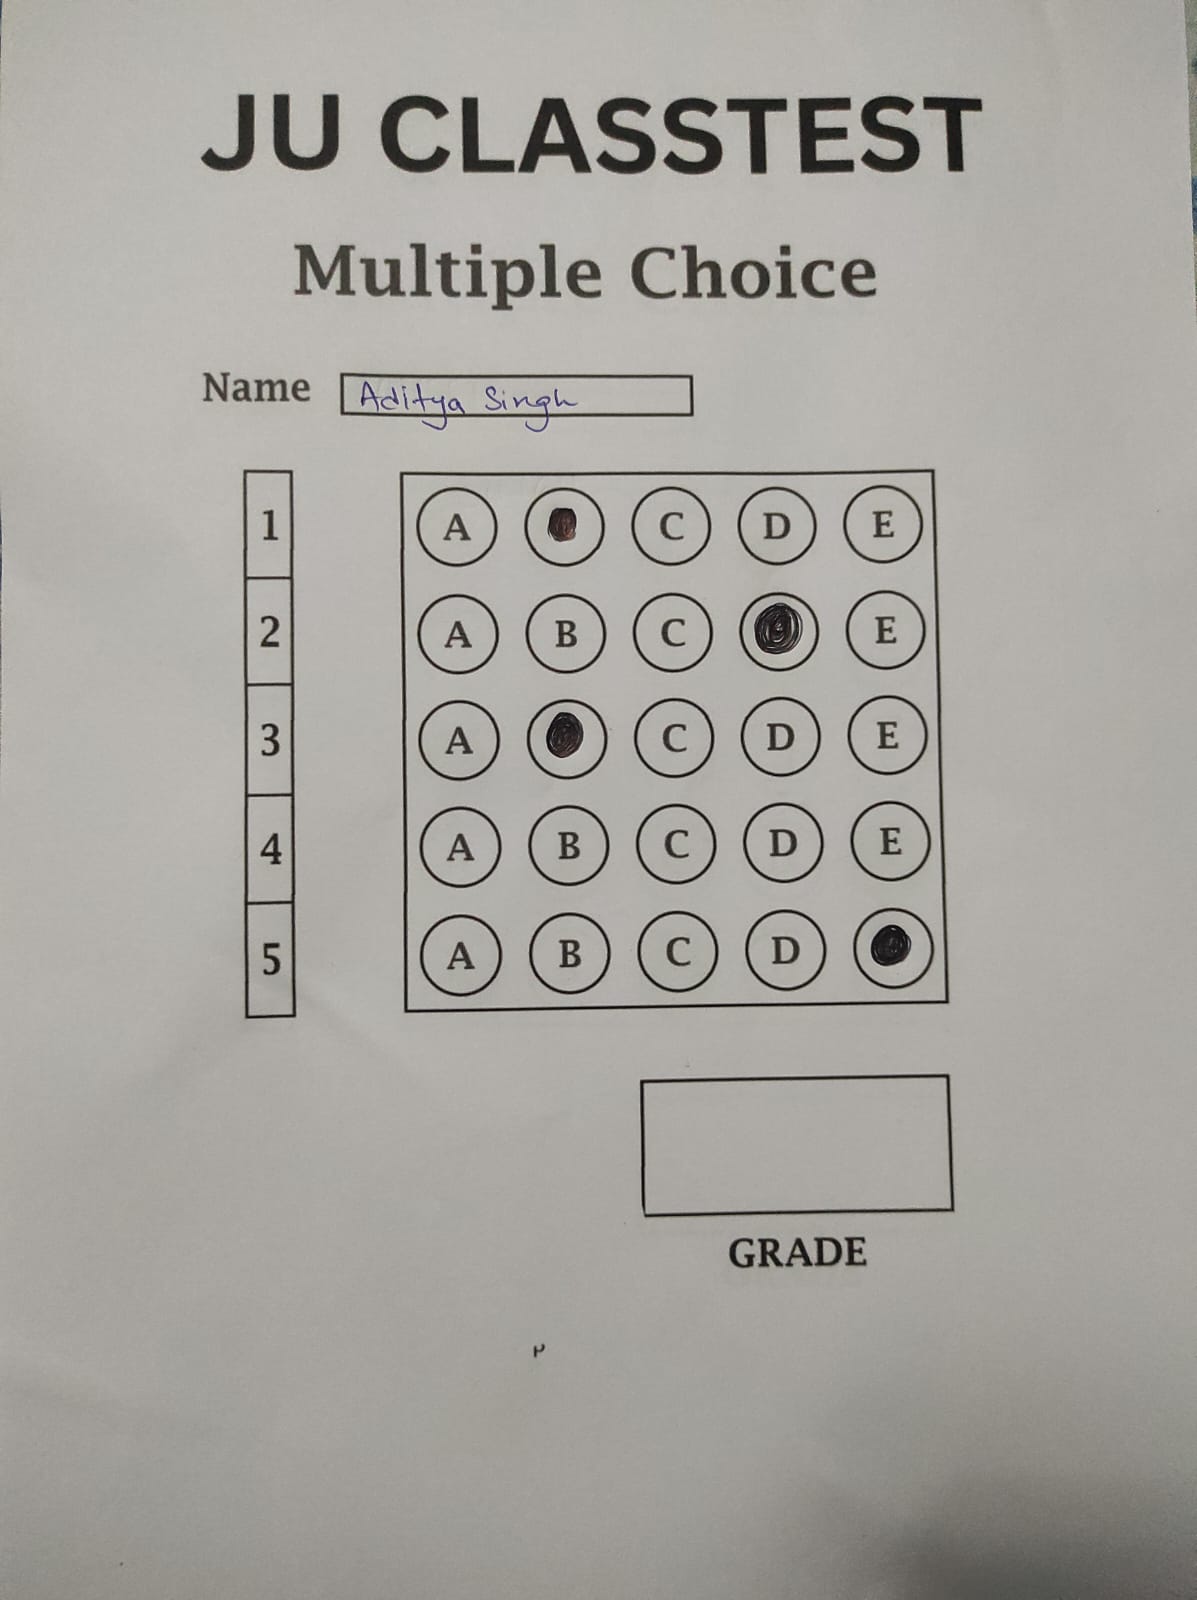 JU CLASSTEST
Multiple Choice
Name Aditya Singh
1 A C D E
2 A B C E
3 A C D E
4 A B C D E
5 A B C D
GRADE